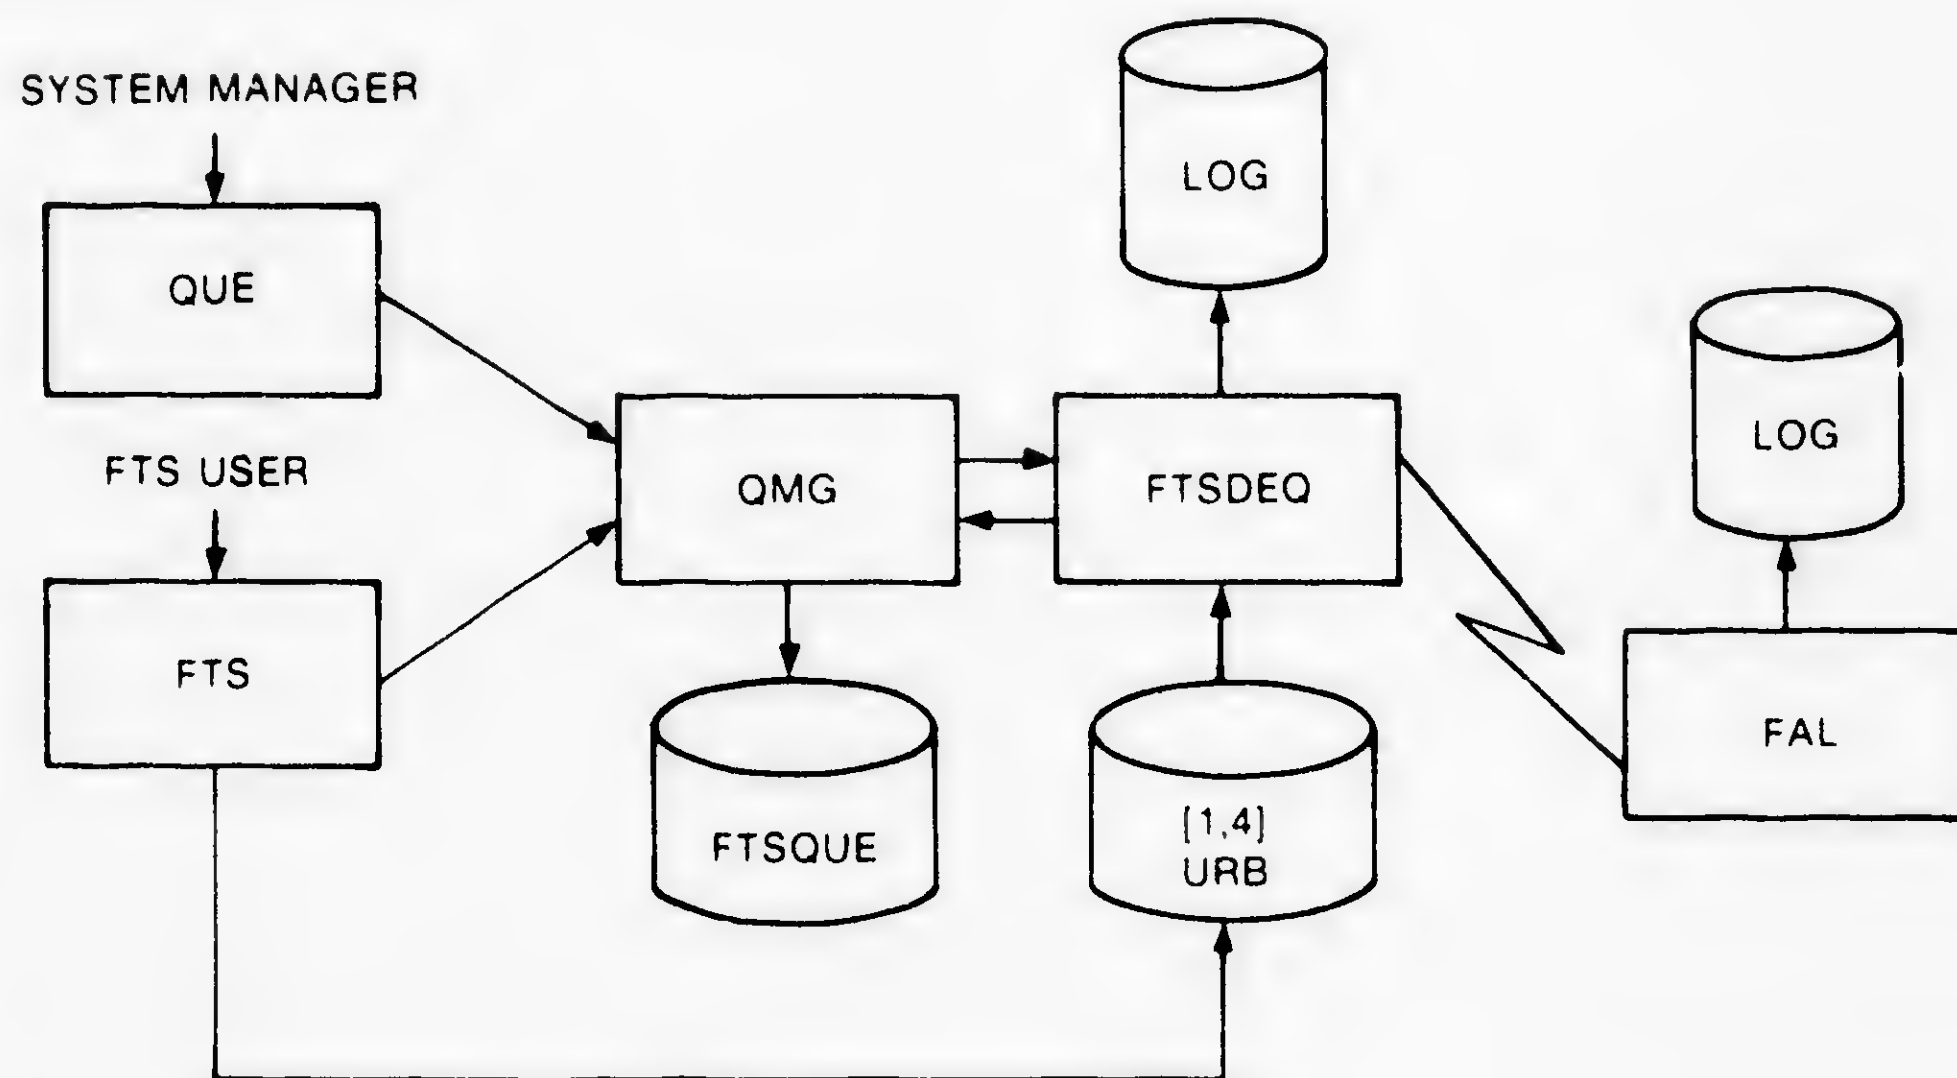 SYSTEM MANAGER
QUE
FTS USER
FTS
QMG
FTSQUE
LOG
FTSDEQ
[1,4]
URB
LOG
FAL